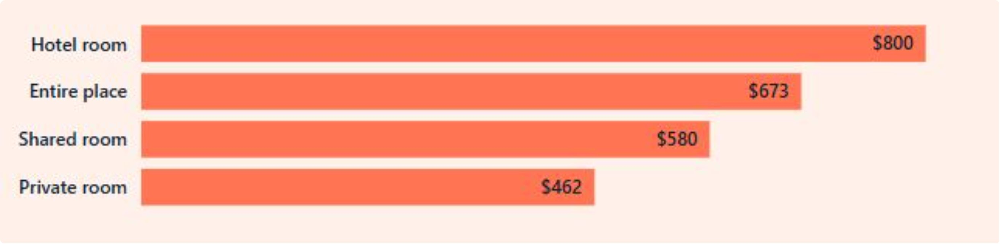 Hotel room $800
Entire place $673
Shared room $580
Private room $462